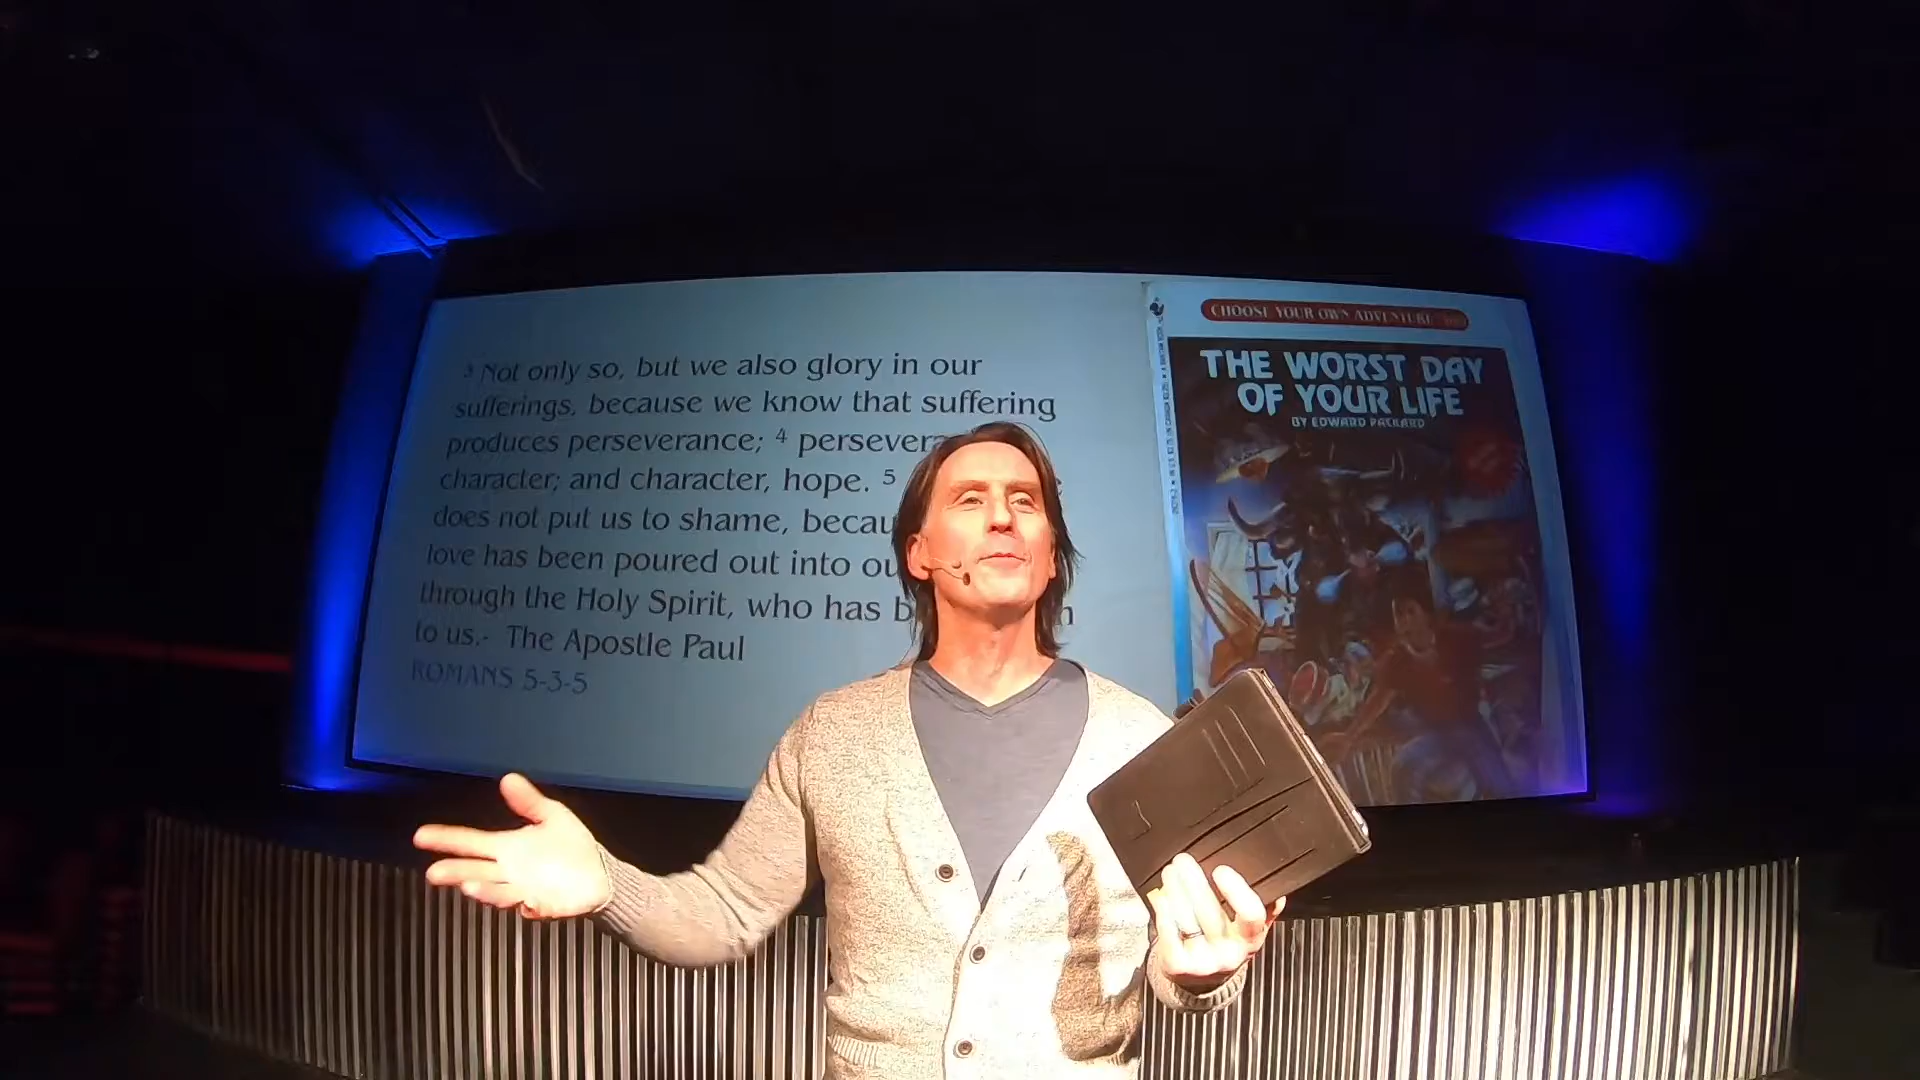 3 Not only so, but we also glory in our
sufferings, because we know that suffering
produces perseverance; 4 persevera
character; and character, hope. 5
does not put us to shame, becau
love has been poured out into ou
through the Holy Spirit, who has b
to us.- The Apostle Paul
ROMANS 5-3-5
CHOOSE YOUR OWN ADVENTURE
THE WORST DAY
OF YOUR LIFE
BY EDWARD PACKARD